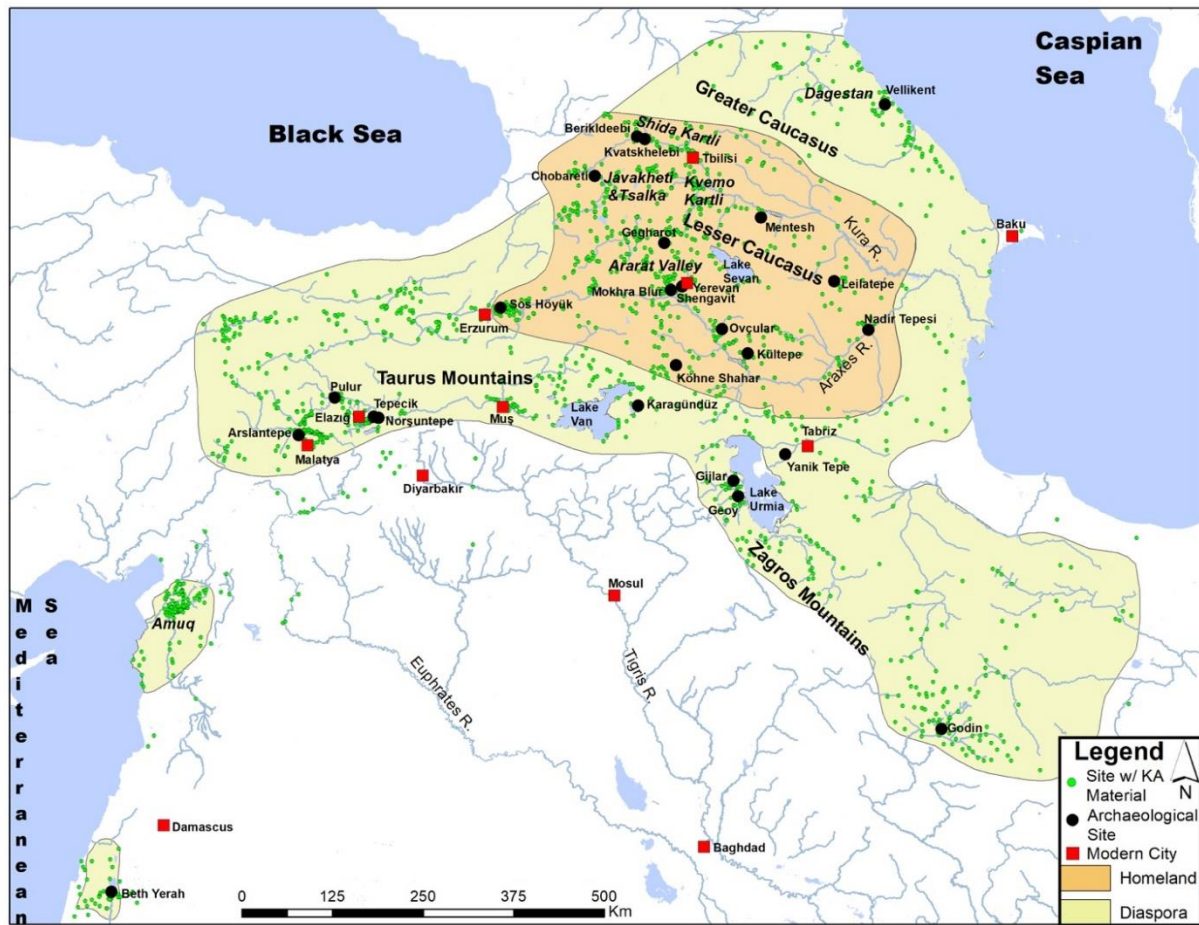 Caspian
Sea
Black Sea
Greater Caucasus
Dagestan
Vellikent
Berikldeebi
Shida Kartli
Kvatskhelebi
Tbilisi
Chobareti
Javakheti
&Tsalka
Kvemo
Kartli
Mentesh
Kura R.
Baku
Gegharot
Lesser Caucasus
Ararat Valley
Lake
Sevan
Leilatepe
Mokhra Blur
Yerevan
Shengavit
Sos Höyük
Erzurum
Ovçular
Nadir Tepesi
Kültepe
Araxes R.
Köhne Shahar
Taurus Mountains
Pulur
Tepecik
Elazığ
Norşuntepe
Muş
Lake
Van
Karagündüz
Arslantepe
Malatya
Tabriz
Yanik Tepe
Diyarbakır
Gijlar
Lake
Urmia
Geoy
Zagros Mountains
Mosul
Mediterranean
Sea
Amuq
Euphrates R.
Tigris R.
Godin
Damascus
Baghdad
Beth Yerah
0 125 250 375 500
Km
Legend
Site w/ KA
Material
Archaeological
Site
Modern City
Homeland
Diaspora
N